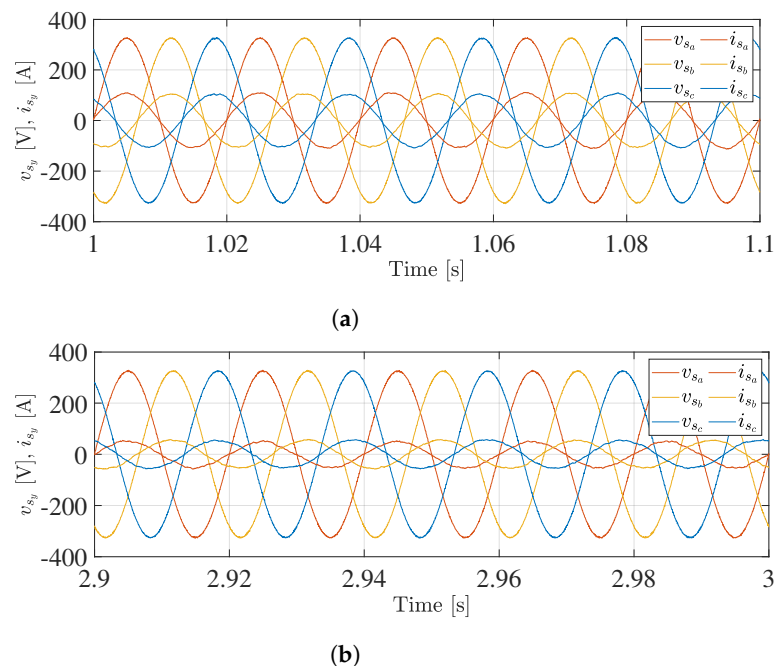 400
200
0
-200
-400
v_{s_y} [V], i_{s_y} [A]
v_{s_a} i_{s_a}
v_{s_b} i_{s_b}
v_{s_c} i_{s_c}
1 1.02 1.04 1.06 1.08 1.1
Time [s]
(a)
400
200
0
-200
-400
v_{s_y} [V], i_{s_y} [A]
v_{s_a} i_{s_a}
v_{s_b} i_{s_b}
v_{s_c} i_{s_c}
2.9 2.92 2.94 2.96 2.98 3
Time [s]
(b)